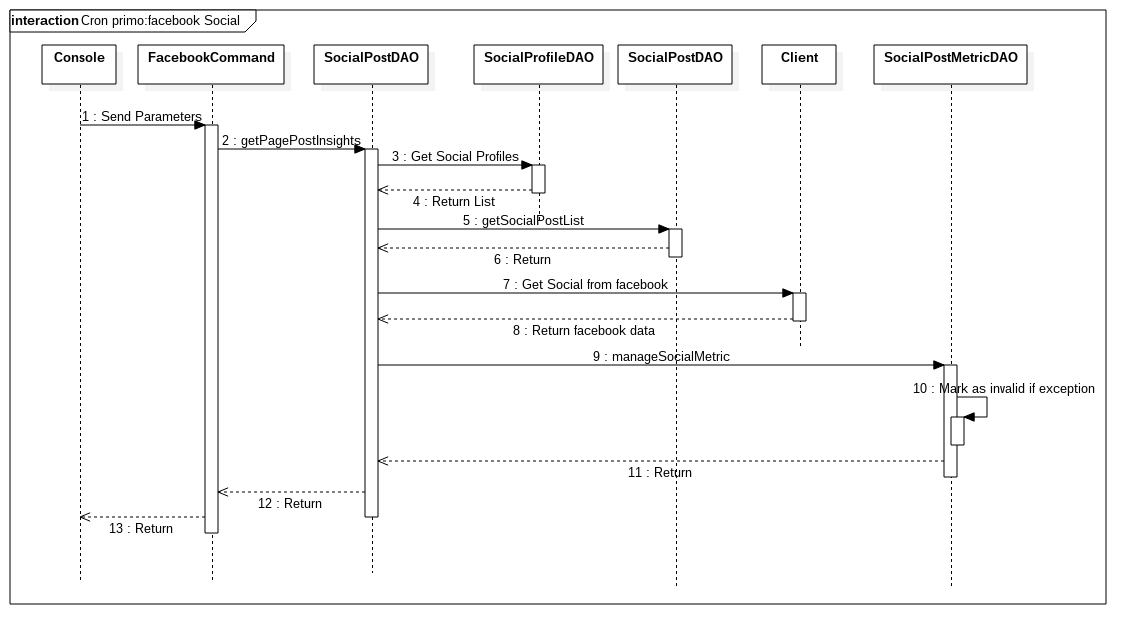 interaction Cron primo:facebook Social
Console
FacebookCommand
SocialPostDAO
SocialProfileDAO
SocialPostDAO
Client
SocialPostMetricDAO
1 : Send Parameters
2 : getPagePostInsights
3 : Get Social Profiles
4 : Return List
5 : getSocialPostList
6 : Return
7 : Get Social from facebook
8 : Return facebook data
9 : manageSocialMetric
10 : Mark as invalid if exception
11 : Return
12 : Return
13 : Return